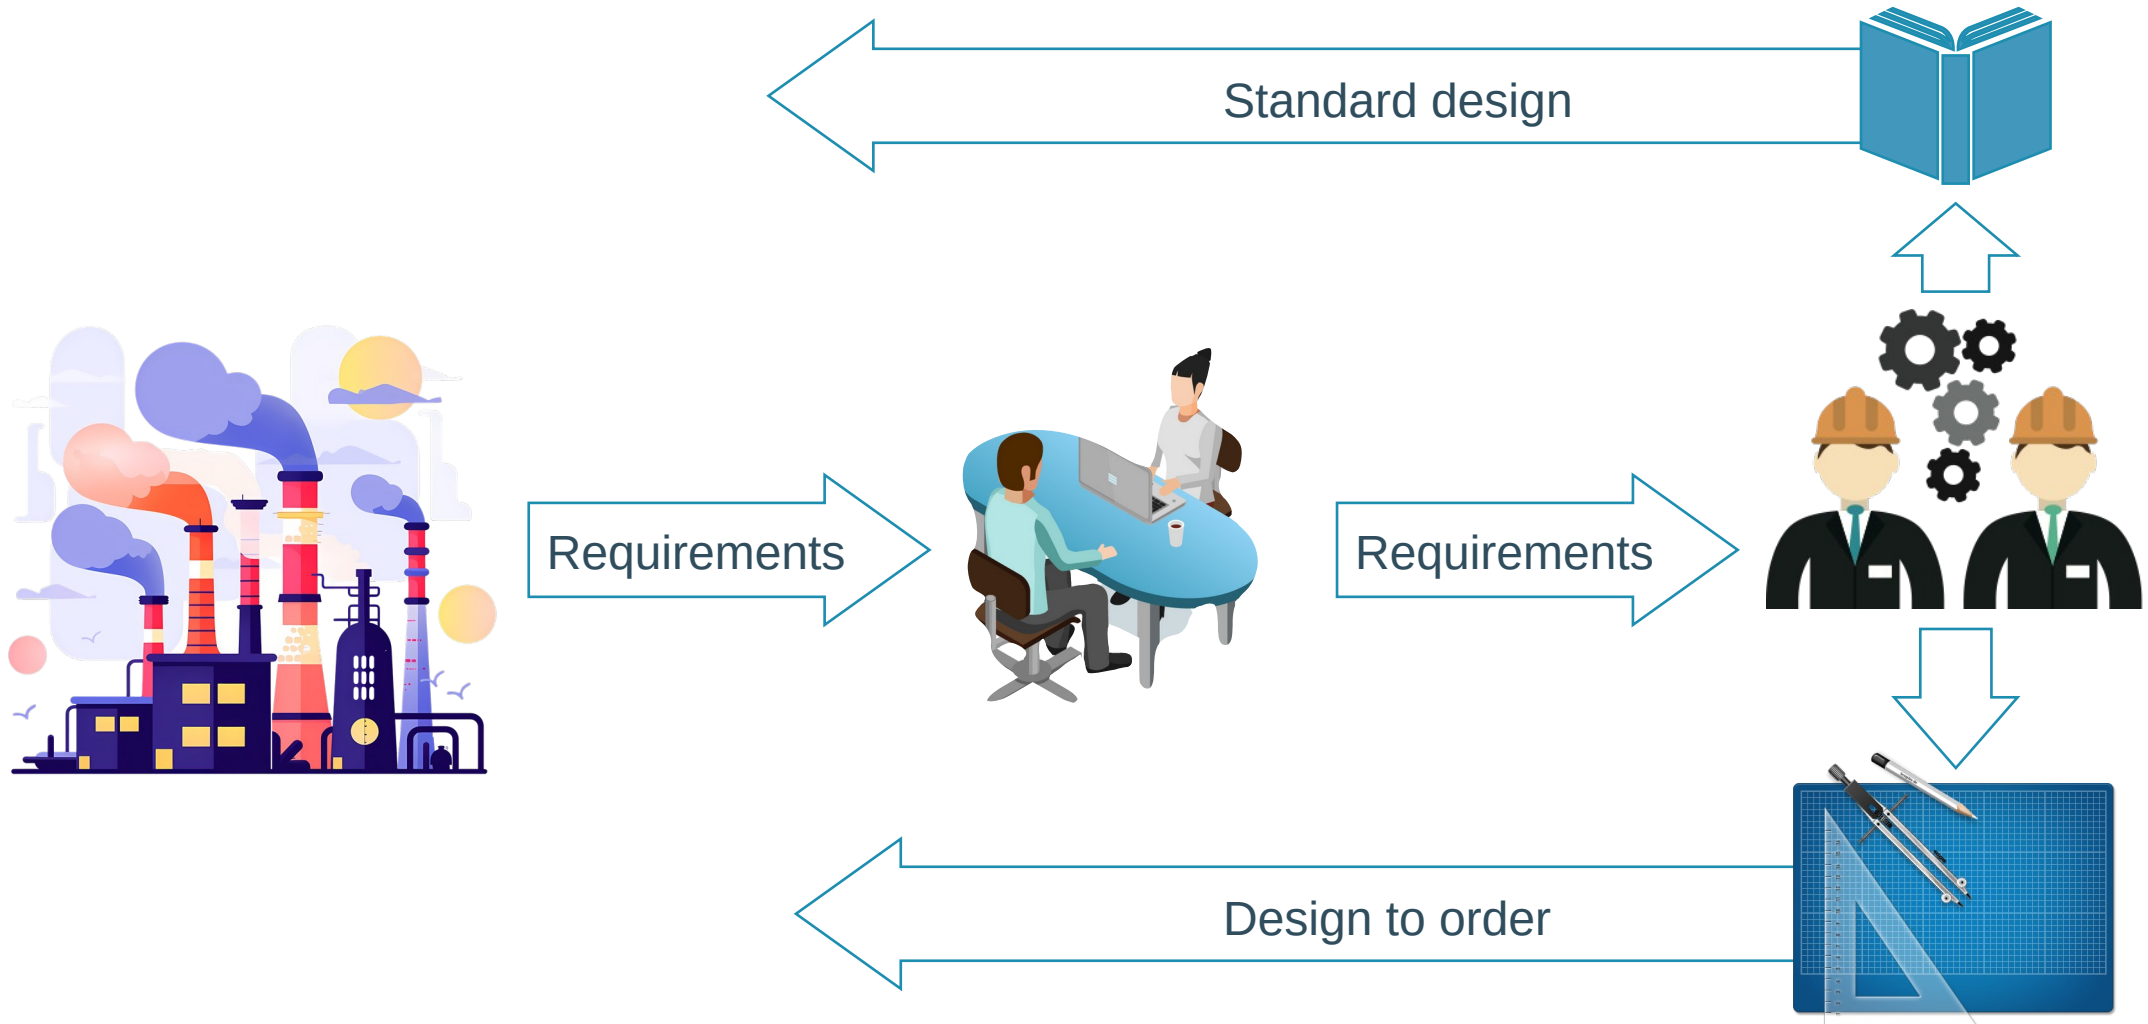 Standard design
Requirements
Requirements
Design to order